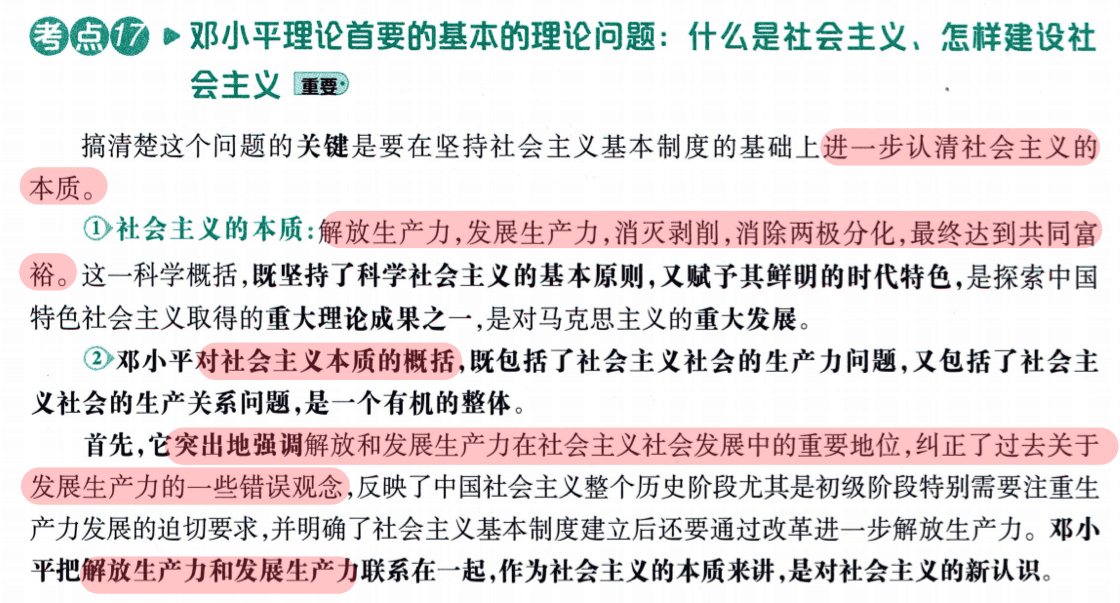 考点17 ▶ 邓小平理论首要的基本的理论问题：什么是社会主义、怎样建设社
会主义 重要
搞清楚这个问题的关键是要在坚持社会主义基本制度的基础上进一步认清社会主义的
本质。
①社会主义的本质：解放生产力，发展生产力，消灭剥削，消除两极分化，最终达到共同富
裕。这一科学概括，既坚持了科学社会主义的基本原则，又赋予其鲜明的时代特色，是探索中国
特色社会主义取得的重大理论成果之一，是对马克思主义的重大发展。
②邓小平对社会主义本质的概括，既包括了社会主义社会的生产力问题，又包括了社会主
义社会的生产关系问题，是一个有机的整体。
首先，它突出地强调解放和发展生产力在社会主义社会发展中的重要地位，纠正了过去关于
发展生产力的一些错误观念，反映了中国社会主义整个历史阶段尤其是初级阶段特别需要注重生
产力发展的迫切要求，并明确了社会主义基本制度建立后还要通过改革进一步解放生产力。邓小
平把解放生产力和发展生产力联系在一起，作为社会主义的本质来讲，是对社会主义的新认识。